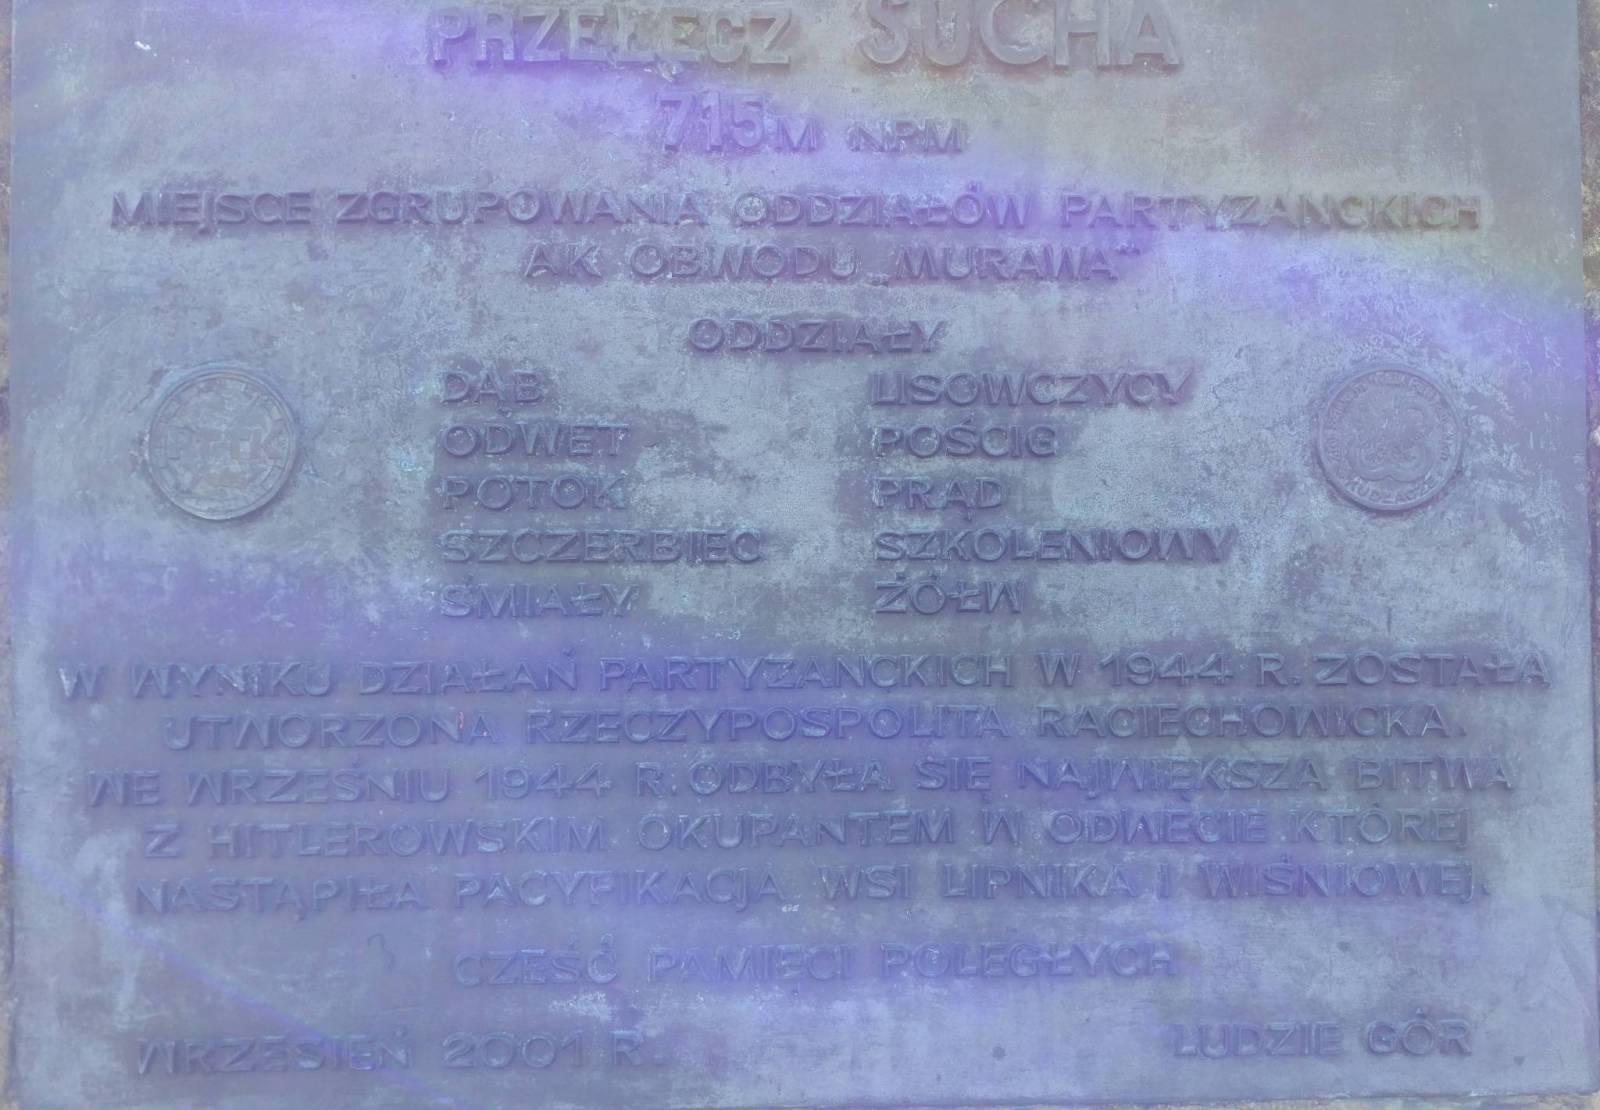 PRZEŁĘCZ SUCHA
715 M NPM
MIEJSCE ZGRUPOWANIA ODDZIAŁÓW PARTYZANCKICH
AK OBWODU „MURAWA”
ODDZIAŁY
DĄB LISOWCZYCY
ODWET POŚCIG
POTOK PRĄD
SZCZERBIEC SZKOLENIOWY
ŚMIAŁY ŻÓŁW
PTTK
W WYNIKU DZIAŁAŃ PARTYZANCKICH W 1944 R. ZOSTAŁA
UTWORZONA RZECZYPOSPOLITA RACIECHOWICKA.
WE WRZEŚNIU 1944 R. ODBYŁA SIĘ NAJWIĘKSZA BITWA
Z HITLEROWSKIM OKUPANTEM W ODWECIE KTÓREJ
NASTĄPIŁA PACYFIKACJA WSI LIPNIKA I WIŚNIOWEJ.
CZEŚĆ PAMIĘCI POLEGŁYCH
WRZESIEŃ 2001 R. LUDZIE GÓR